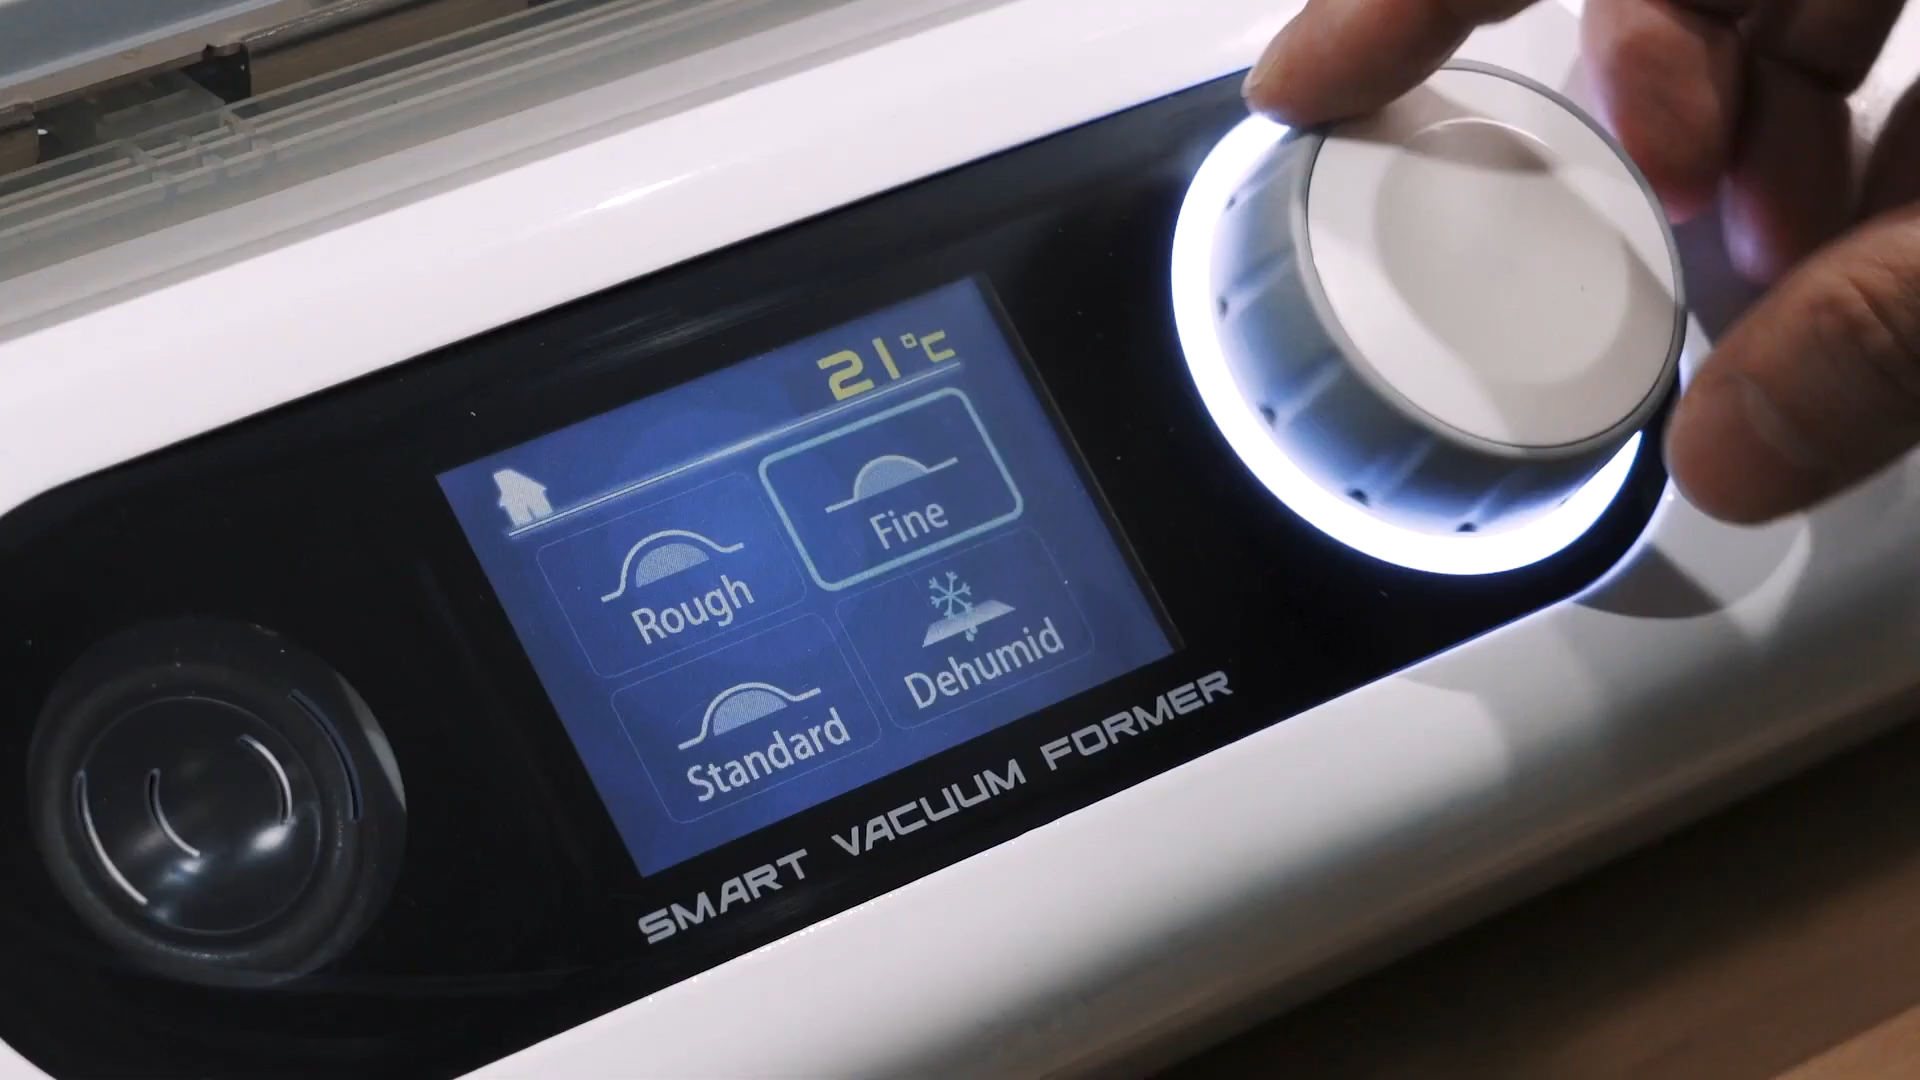 21°C
Rough
Fine
Standard
Dehumid
SMART VACUUM FORMER